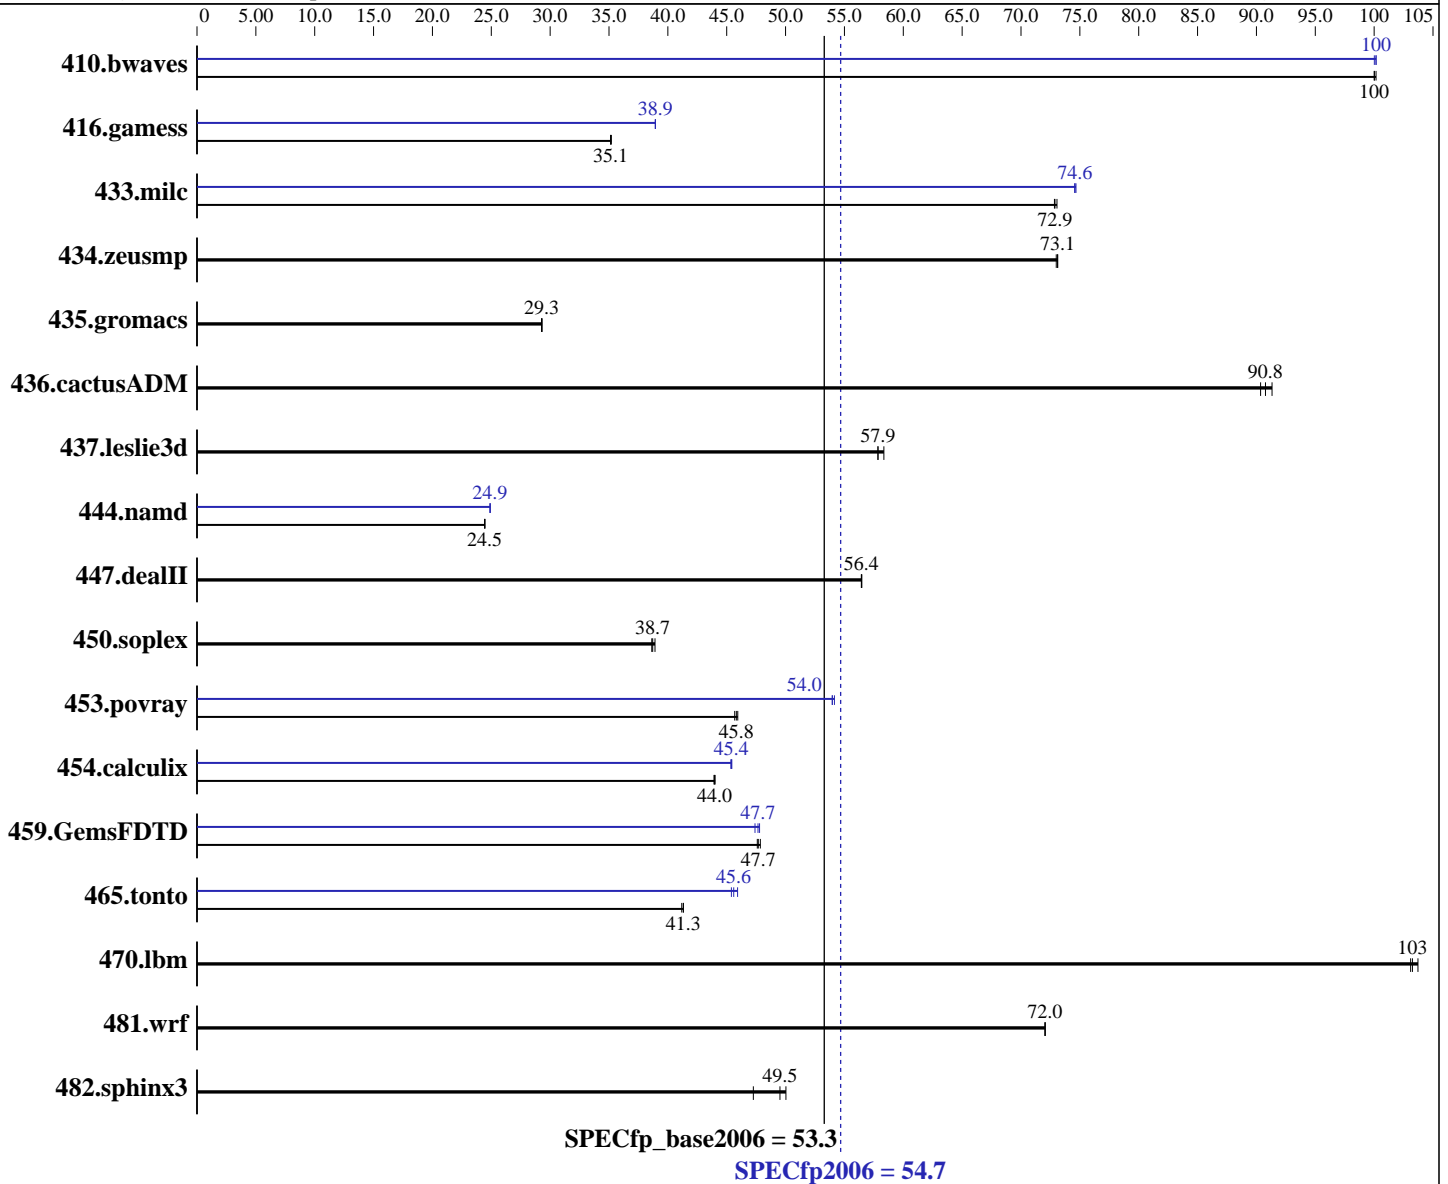 0 5.00 10.0 15.0 20.0 25.0 30.0 35.0 40.0 45.0 50.0 55.0 60.0 65.0 70.0 75.0 80.0 85.0 90.0 95.0 100 105
410.bwaves
100
100
416.gamess
38.9
35.1
433.milc
74.6
72.9
434.zeusmp
73.1
435.gromacs
29.3
436.cactusADM
90.8
437.leslie3d
57.9
444.namd
24.9
24.5
447.dealII
56.4
450.soplex
38.7
453.povray
54.0
45.8
454.calculix
45.4
44.0
459.GemsFDTD
47.7
47.7
465.tonto
45.6
41.3
470.lbm
103
481.wrf
72.0
482.sphinx3
49.5
SPECfp_base2006 = 53.3
SPECfp2006 = 54.7